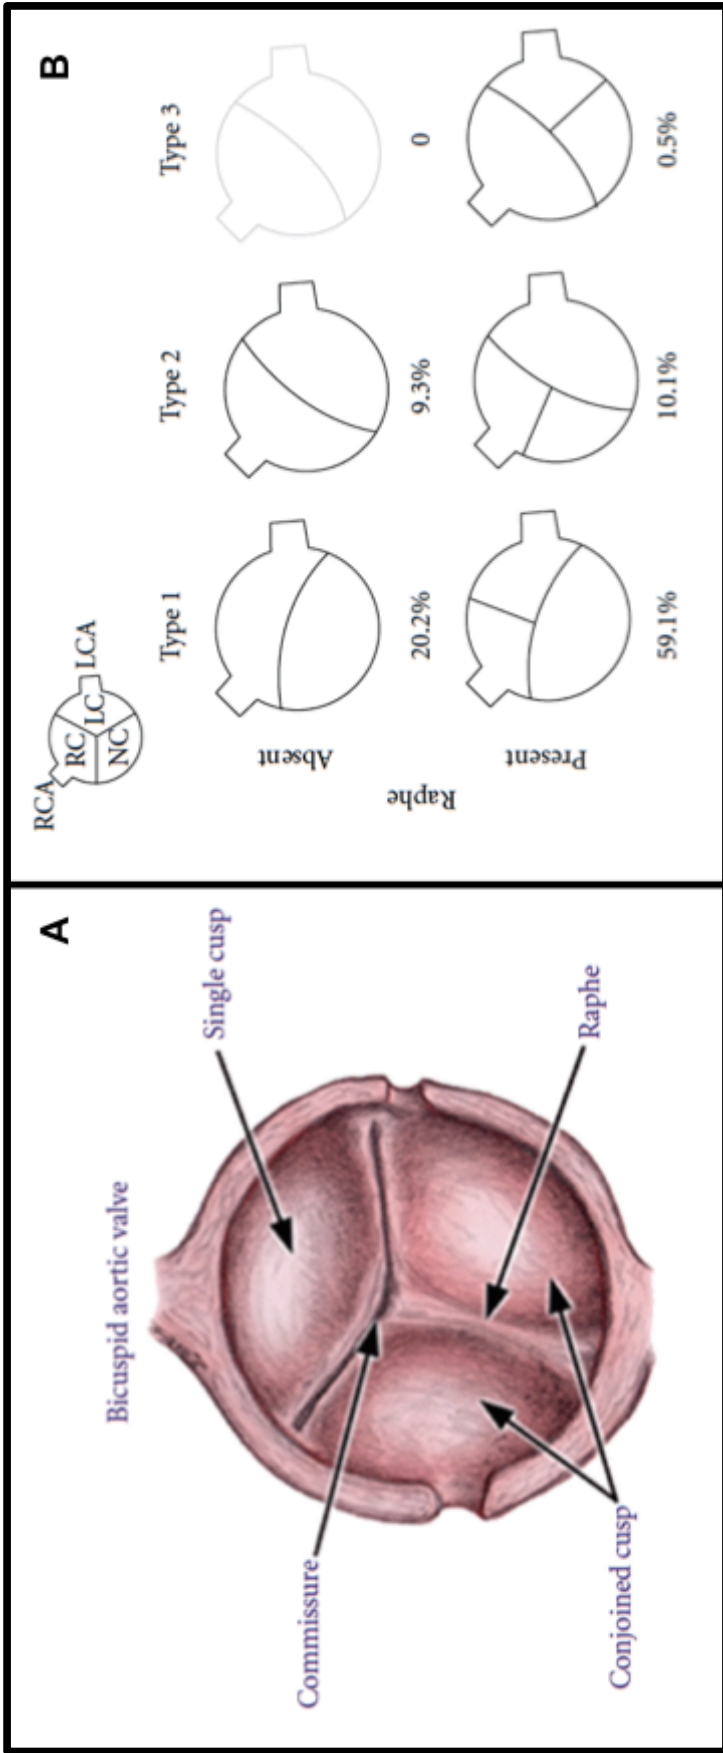 A
Bicuspid aortic valve
Single cusp
Commissure
Raphe
Conjoined cusp
B
RCA
LCA
RC
LC
NC
Type 1
Type 2
Type 3
Raphe
Absent
20.2%
9.3%
0
Present
59.1%
10.1%
0.5%